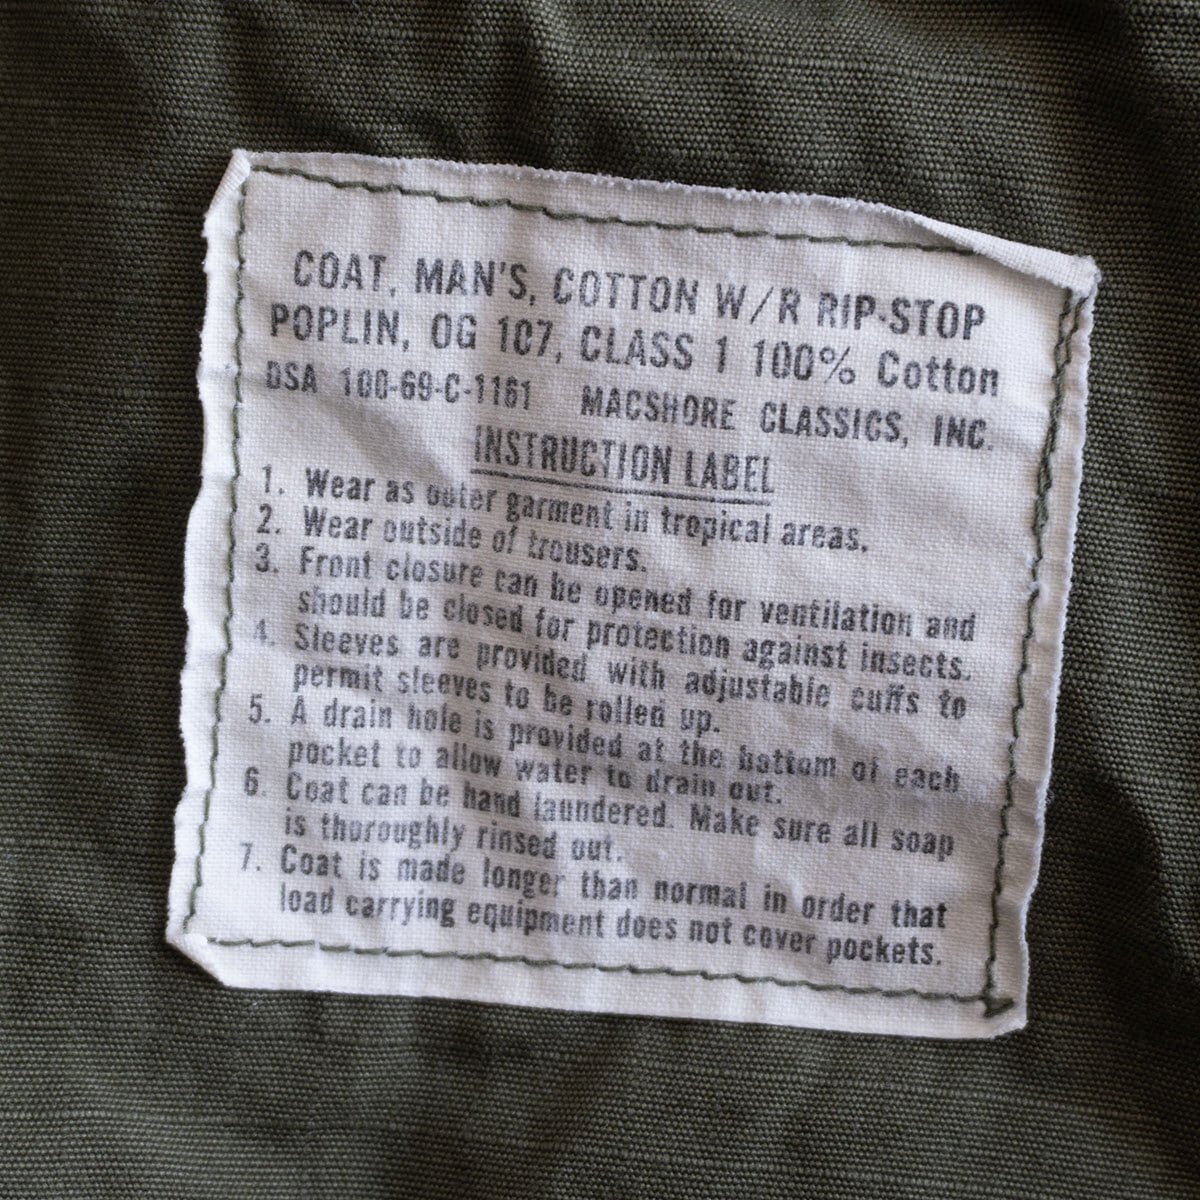 COAT, MAN'S, COTTON W/R RIP-STOP
POPLIN, OG 107, CLASS 1 100% Cotton
DSA 100-69-C-1161 MACSHORE CLASSICS, INC.
INSTRUCTION LABEL
1. Wear as outer garment in tropical areas.
2. Wear outside of trousers.
3. Front closure can be opened for ventilation and
should be closed for protection against insects.
4. Sleeves are provided with adjustable cuffs to
permit sleeves to be rolled up.
5. A drain hole is provided at the bottom of each
pocket to allow water to drain out.
6. Coat can be hand laundered. Make sure all soap
is thoroughly rinsed out.
7. Coat is made longer than normal in order that
load carrying equipment does not cover pockets.